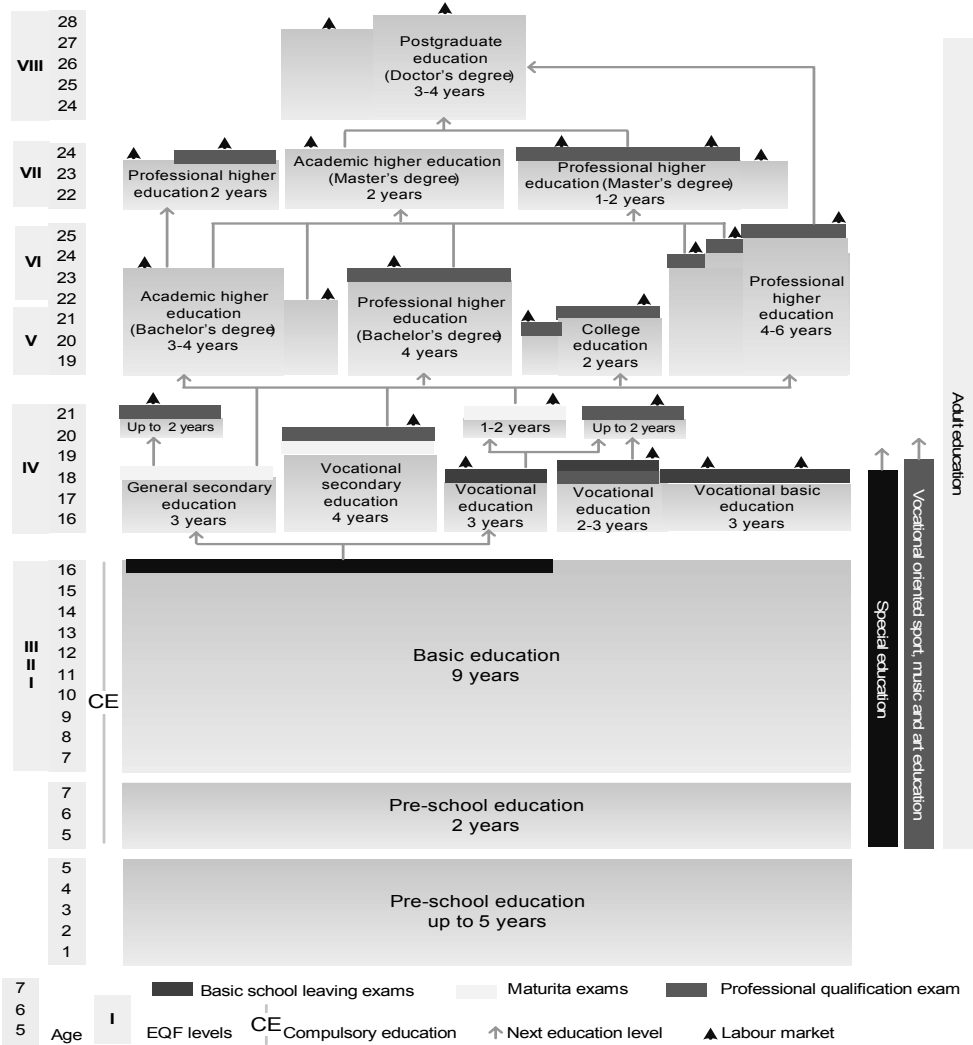 28
27
VIII
26
25
24
Postgraduate
education
(Doctor's degree)
3-4 years
24
VII
23
22
Professional higher
education 2 years
Academic higher education
(Master's degree)
2 years
Professional higher
education (Master's degree)
1-2 years
25
VI
24
23
22
V
21
20
19
Academic higher
education
(Bachelor's degree)
3-4 years
Professional higher
education
(Bachelor's degree)
4 years
College
education
2 years
Professional
higher
education
4-6 years
21
20
IV
19
18
17
16
Up to 2 years
1-2 years
Up to 2 years
General secondary
education
3 years
Vocational
secondary
education
4 years
Vocational
education
3 years
Vocational
education
2-3 years
Vocational basic
education
3 years
16
15
14
13
III
II
I
12
11
10
9
8
7
CE
Basic education
9 years
7
6
5
Pre-school education
2 years
5
4
3
2
1
Pre-school education
up to 5 years
Special education
Vocational oriented sport, music and art education
Adult education
7
6
5
Age
I
EQF levels
Basic school leaving exams
Maturita exams
Professional qualification exam
CE
Compulsory education
Next education level
Labour market